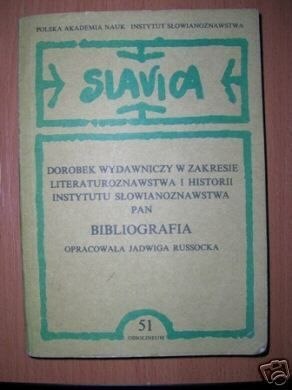 POLSKA AKADEMIA NAUK · INSTYTUT SŁOWIANOZNAWSTWA
SLAVICA
DOROBEK WYDAWNICZY W ZAKRESIE
LITERATUROZNAWSTWA I HISTORII
INSTYTUTU SŁOWIANOZNAWSTWA
PAN
BIBLIOGRAFIA
OPRACOWAŁA JADWIGA RUSSOCKA
51
OSSOLINEUM